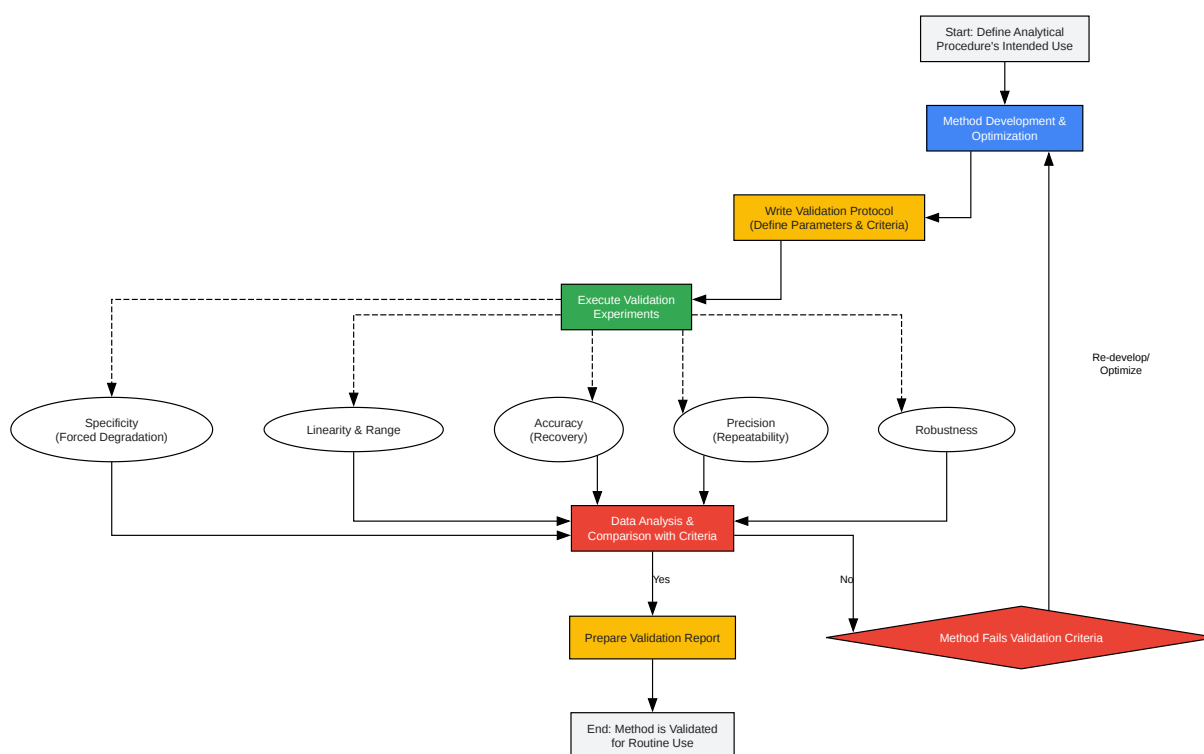 Start: Define Analytical
Procedure's Intended Use
Method Development &
Optimization
Write Validation Protocol
(Define Parameters & Criteria)
Execute Validation
Experiments
Re-develop/
Optimize
Specificity
(Forced Degradation)
Linearity & Range
Accuracy
(Recovery)
Precision
(Repeatability)
Robustness
Data Analysis &
Comparison with Criteria
Yes
No
Prepare Validation Report
Method Fails Validation Criteria
End: Method is Validated
for Routine Use